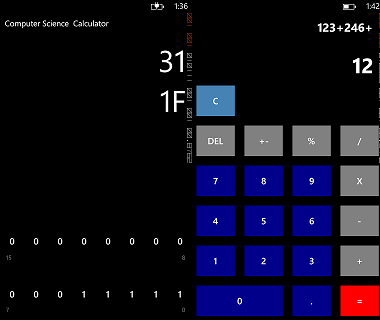 1:36
Computer Science Calculator
31
1F
0 0 0 0 0 0 0 0
15 8
0 0 0 1 1 1 1 1
7 0
1:42
123+246+
12
C
DEL +- % /
7 8 9 X
4 5 6 -
1 2 3 +
0 . =